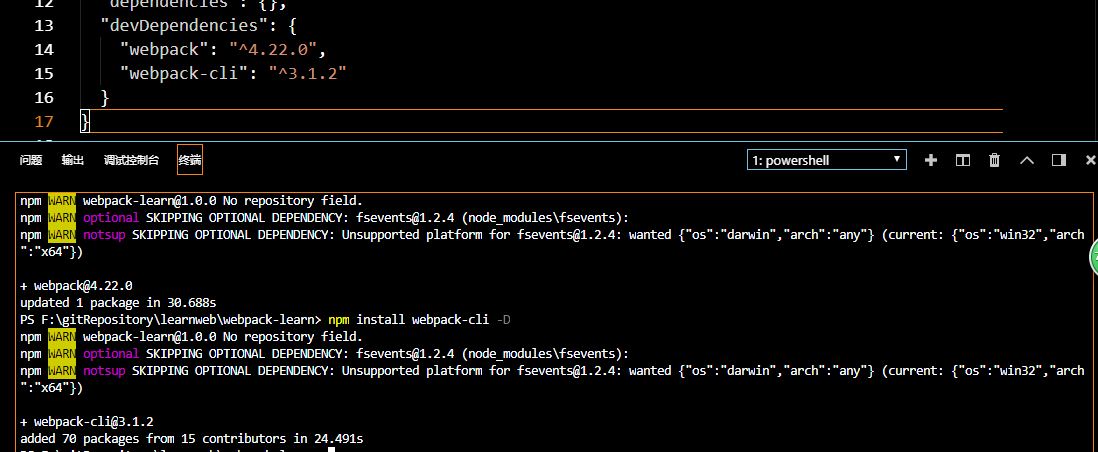 12 "dependencies": {},
13 "devDependencies": {
14 "webpack": "^4.22.0",
15 "webpack-cli": "^3.1.2"
16 }
17 }
问题 输出 调试控制台 终端 1: powershell
npm WARN webpack-learn@1.0.0 No repository field.
npm WARN optional SKIPPING OPTIONAL DEPENDENCY: fsevents@1.2.4 (node_modules\fsevents):
npm WARN notsup SKIPPING OPTIONAL DEPENDENCY: Unsupported platform for fsevents@1.2.4: wanted {"os":"darwin","arch":"any"} (current: {"os":"win32","arch
":"x64"})
+ webpack@4.22.0
updated 1 package in 30.688s
PS F:\gitRepository\learnweb\webpack-learn> npm install webpack-cli -D
npm WARN webpack-learn@1.0.0 No repository field.
npm WARN optional SKIPPING OPTIONAL DEPENDENCY: fsevents@1.2.4 (node_modules\fsevents):
npm WARN notsup SKIPPING OPTIONAL DEPENDENCY: Unsupported platform for fsevents@1.2.4: wanted {"os":"darwin","arch":"any"} (current: {"os":"win32","arch
":"x64"})
+ webpack-cli@3.1.2
added 70 packages from 15 contributors in 24.491s